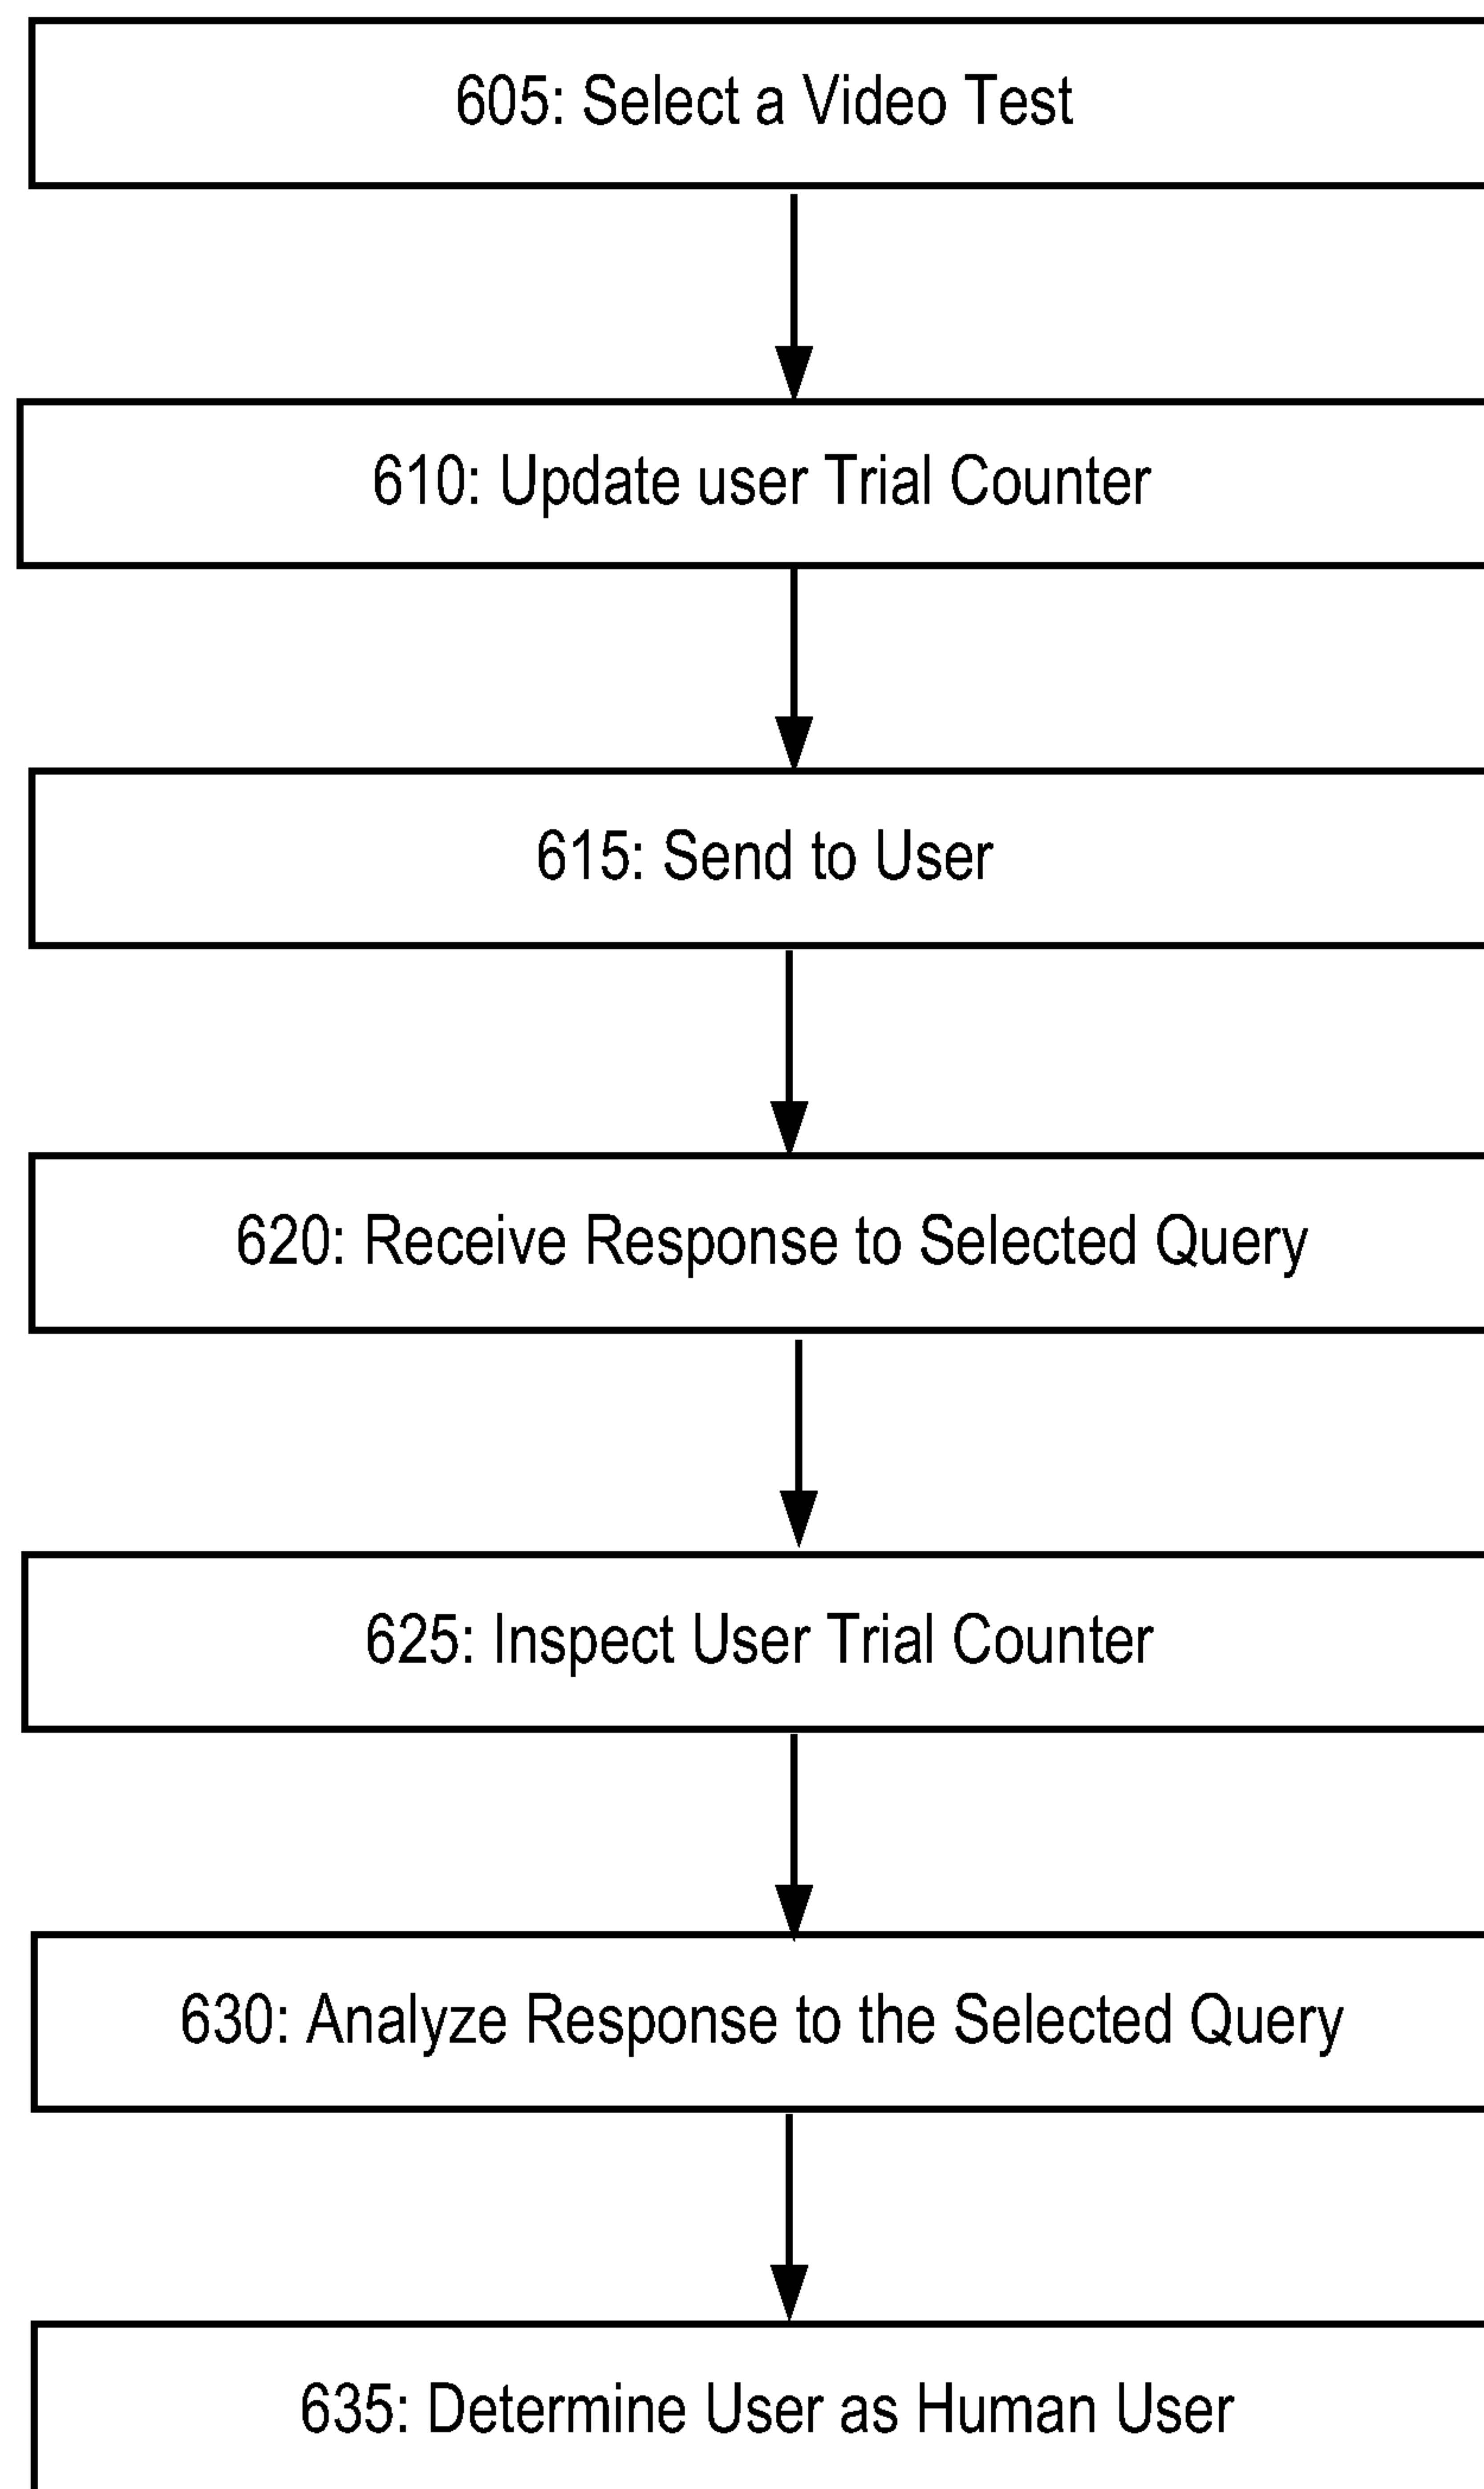 605: Select a Video Test
610: Update user Trial Counter
615: Send to User
620: Receive Response to Selected Query
625: Inspect User Trial Counter
630: Analyze Response to the Selected Query
635: Determine User as Human User